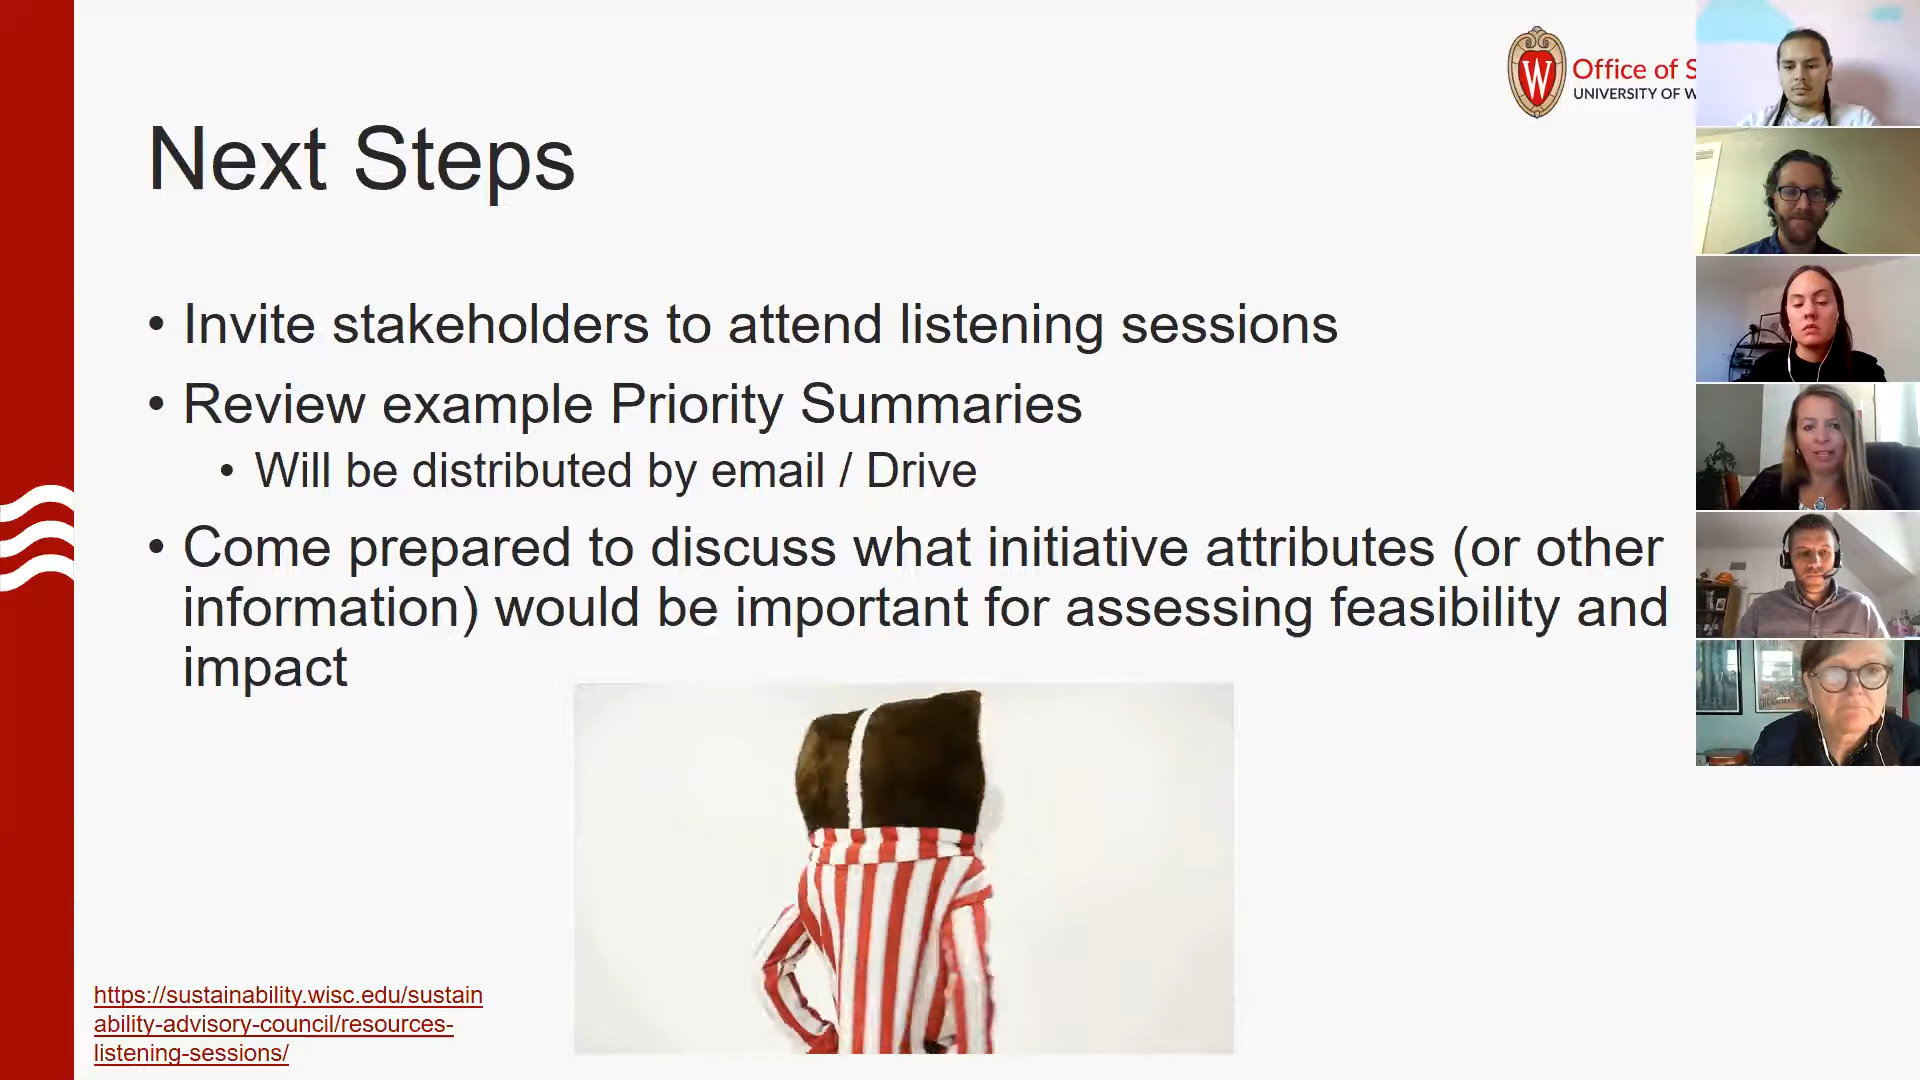 W
Office of S
UNIVERSITY OF W
Next Steps
• Invite stakeholders to attend listening sessions
• Review example Priority Summaries
• Will be distributed by email / Drive
• Come prepared to discuss what initiative attributes (or other
information) would be important for assessing feasibility and
impact
https://sustainability.wisc.edu/sustain
ability-advisory-council/resources-
listening-sessions/